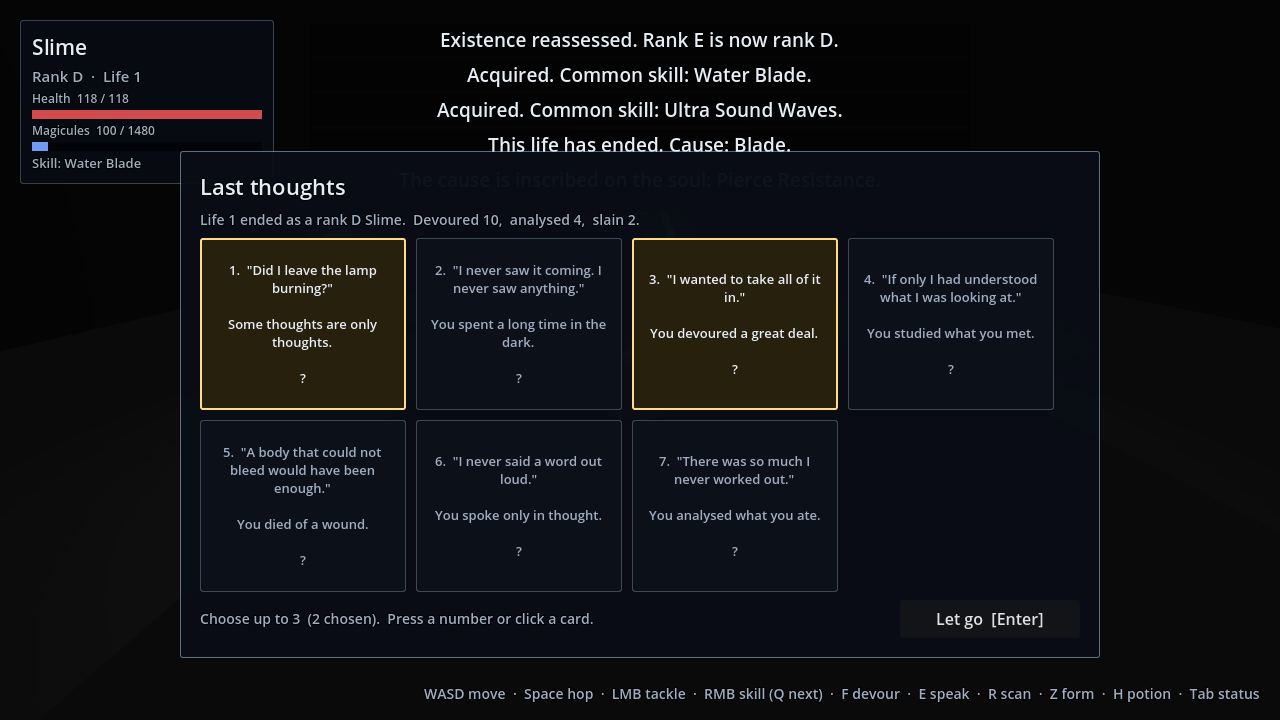 Slime
Rank D · Life 1
Health 118 / 118
Magicules 100 / 1480
Skill: Water Blade
Existence reassessed. Rank E is now rank D.
Acquired. Common skill: Water Blade.
Acquired. Common skill: Ultra Sound Waves.
This life has ended. Cause: Blade.
The cause is inscribed on the soul: Pierce Resistance.
Last thoughts
Life 1 ended as a rank D Slime. Devoured 10, analysed 4, slain 2.
1. "Did I leave the lamp
burning?"
Some thoughts are only
thoughts.
?
2. "I never saw it coming. I
never saw anything."
You spent a long time in the
dark.
?
3. "I wanted to take all of it
in."
You devoured a great deal.
?
4. "If only I had understood
what I was looking at."
You studied what you met.
?
5. "A body that could not
bleed would have been
enough."
You died of a wound.
?
6. "I never said a word out
loud."
You spoke only in thought.
?
7. "There was so much I
never worked out."
You analysed what you ate.
?
Choose up to 3 (2 chosen). Press a number or click a card.
Let go [Enter]
WASD move · Space hop · LMB tackle · RMB skill (Q next) · F devour · E speak · R scan · Z form · H potion · Tab status